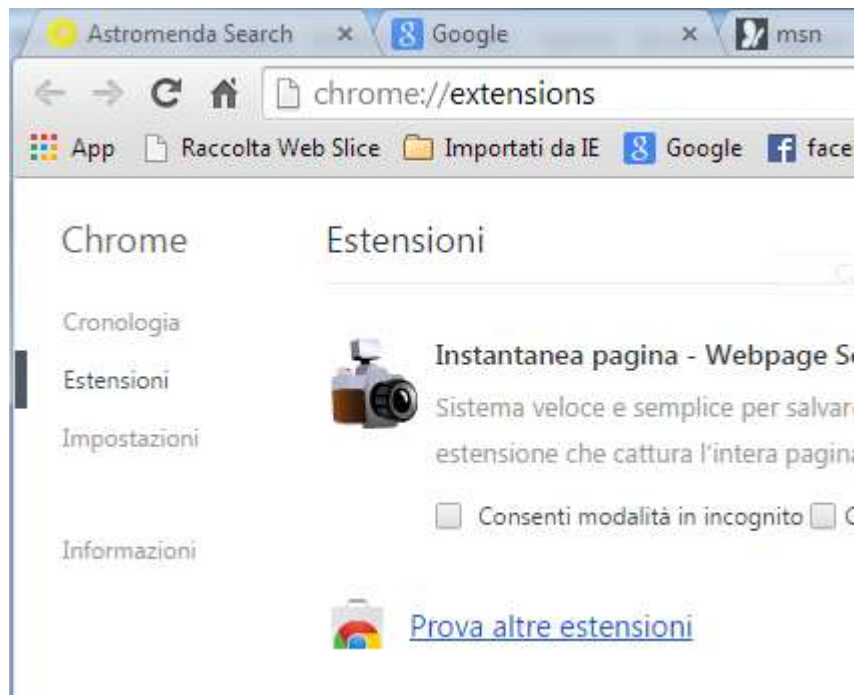 Astromenda Search
Google
msn
chrome://extensions
App
Raccolta Web Slice
Importati da IE
Google
face
Chrome
Estensioni
Cronologia
Estensioni
Impostazioni
Informazioni
Instantanea pagina - Webpage
Sistema veloce e semplice per salvar
estensione che cattura l'intera pagin
Consenti modalità in incognito
Prova altre estensioni